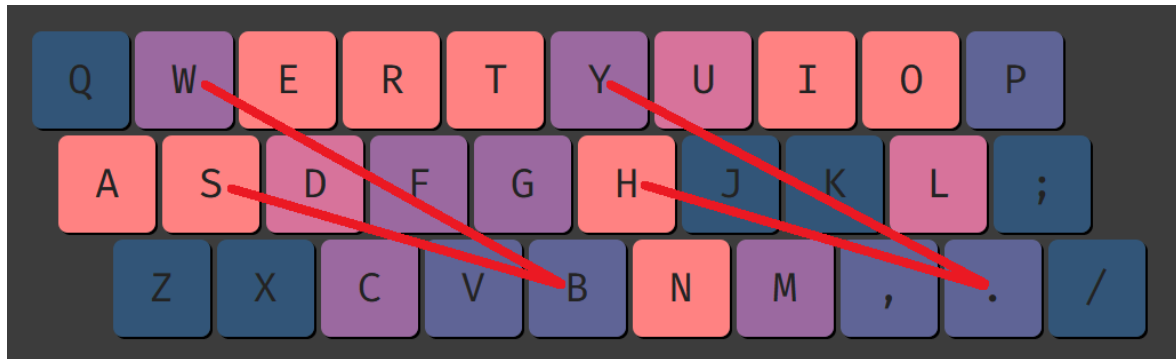 Q W E R T Y U I O P
A S D F G H J K L ;
Z X C V B N M , . /